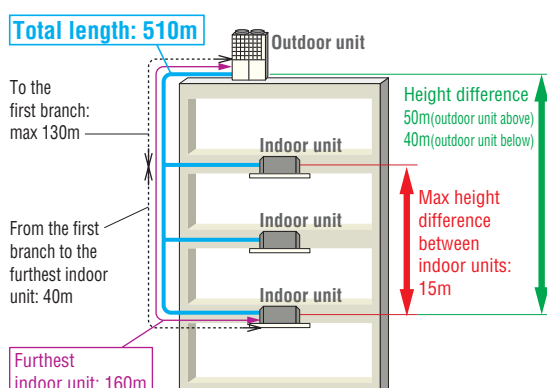 Total length: 510m
Outdoor unit
To the
first branch:
max 130m
Height difference
50m(outdoor unit above)
40m(outdoor unit below)
Indoor unit
Max height
difference
between
indoor units:
15m
From the first
branch to the
furthest indoor
unit: 40m
Indoor unit
Indoor unit
Furthest
indoor unit: 160m